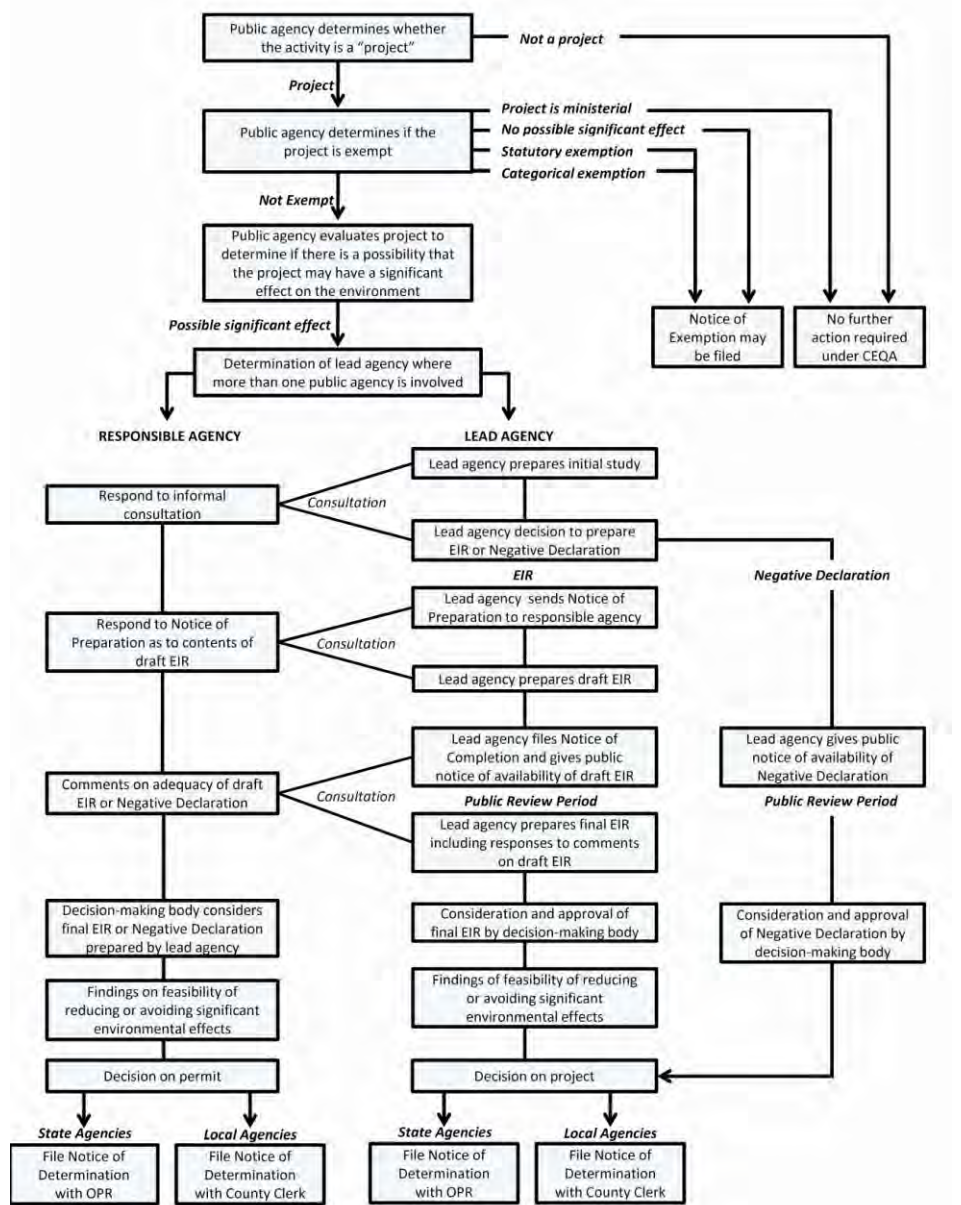 Public agency determines whether
the activity is a “project”
Not a project
Project
Public agency determines if the
project is exempt
Project is ministerial
No possible significant effect
Statutory exemption
Categorical exemption
Not Exempt
Public agency evaluates project to
determine if there is a possibility that
the project may have a significant
effect on the environment
Notice of
Exemption may
be filed
No further
action required
under CEQA
Possible significant effect
Determination of lead agency where
more than one public agency is involved
RESPONSIBLE AGENCY
LEAD AGENCY
Lead agency prepares initial study
Respond to informal
consultation
Consultation
Lead agency decision to prepare
EIR or Negative Declaration
EIR
Negative Declaration
Lead agency sends Notice of
Preparation to responsible agency
Respond to Notice of
Preparation as to contents of
draft EIR
Consultation
Lead agency prepares draft EIR
Lead agency files Notice of
Completion and gives public
notice of availability of draft EIR
Lead agency gives public
notice of availability of
Negative Declaration
Comments on adequacy of draft
EIR or Negative Declaration
Consultation
Public Review Period
Public Review Period
Lead agency prepares final EIR
including responses to comments
on draft EIR
Decision-making body considers
final EIR or Negative Declaration
prepared by lead agency
Consideration and approval of
final EIR by decision-making body
Consideration and approval
of Negative Declaration by
decision-making body
Findings on feasibility of
reducing or avoiding significant
environmental effects
Findings of feasibility of reducing
or avoiding significant
environmental effects
Decision on permit
Decision on project
State Agencies
Local Agencies
State Agencies
Local Agencies
File Notice of
Determination
with OPR
File Notice of
Determination
with County Clerk
File Notice of
Determination
with OPR
File Notice of
Determination
with County Clerk